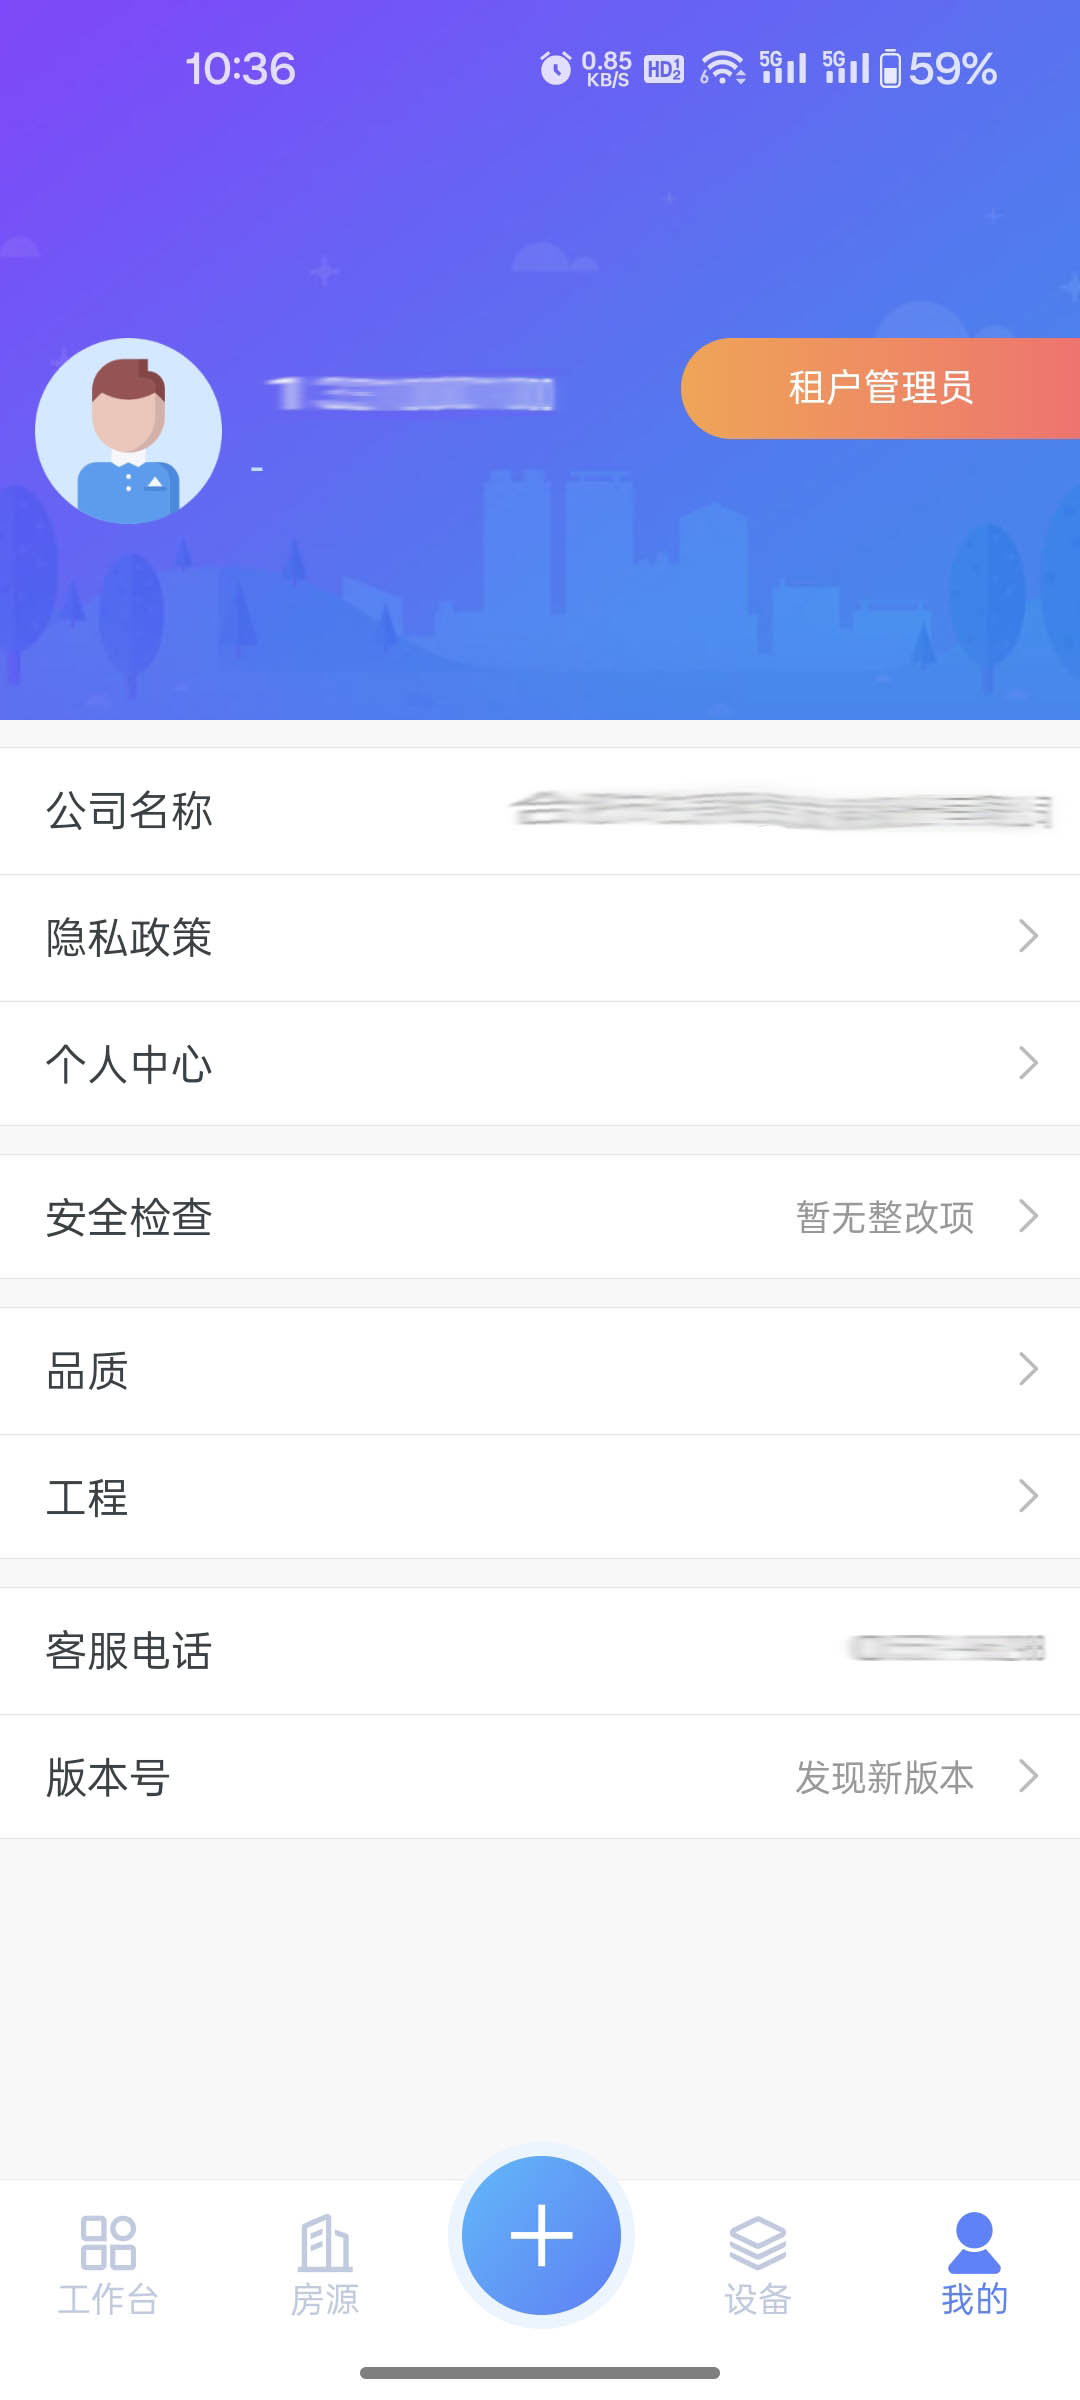 10:36
0.85
KB/S
HD 1 2
6
5G
5G
59%
租户管理员
-
公司名称
隐私政策
个人中心
安全检查 暂无整改项
品质
工程
客服电话
版本号 发现新版本
工作台 房源 设备 我的